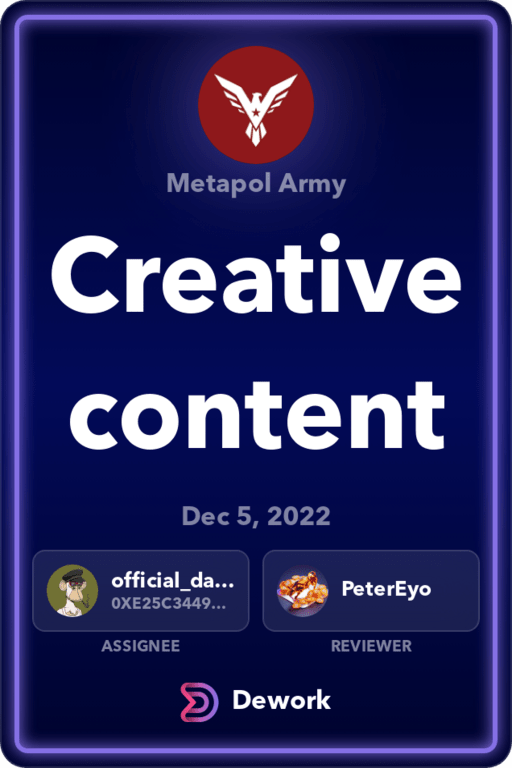 Metapol Army
Creative
content
Dec 5, 2022
official_da...
0XE25C3449...
ASSIGNEE
PeterEyo
REVIEWER
Dework